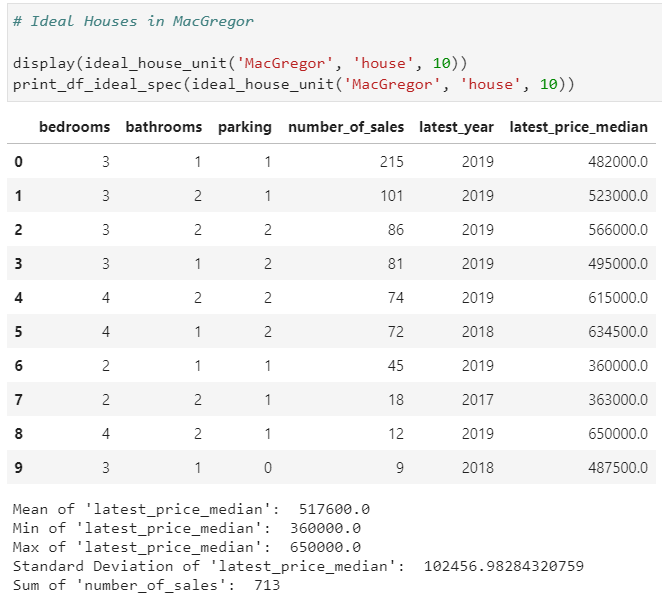 # Ideal Houses in MacGregor
display(ideal_house_unit('MacGregor', 'house', 10))
print_df_ideal_spec(ideal_house_unit('MacGregor', 'house', 10))
bedrooms bathrooms parking number_of_sales latest_year latest_price_median
0 3 1 1 215 2019 482000.0
1 3 2 1 101 2019 523000.0
2 3 2 2 86 2019 566000.0
3 3 1 2 81 2019 495000.0
4 4 2 2 74 2019 615000.0
5 4 1 2 72 2018 634500.0
6 2 1 1 45 2019 360000.0
7 2 2 1 18 2017 363000.0
8 4 2 1 12 2019 650000.0
9 3 1 0 9 2018 487500.0
Mean of 'latest_price_median':  517600.0
Min of 'latest_price_median':  360000.0
Max of 'latest_price_median':  650000.0
Standard Deviation of 'latest_price_median':  102456.98284320759
Sum of 'number_of_sales':  713